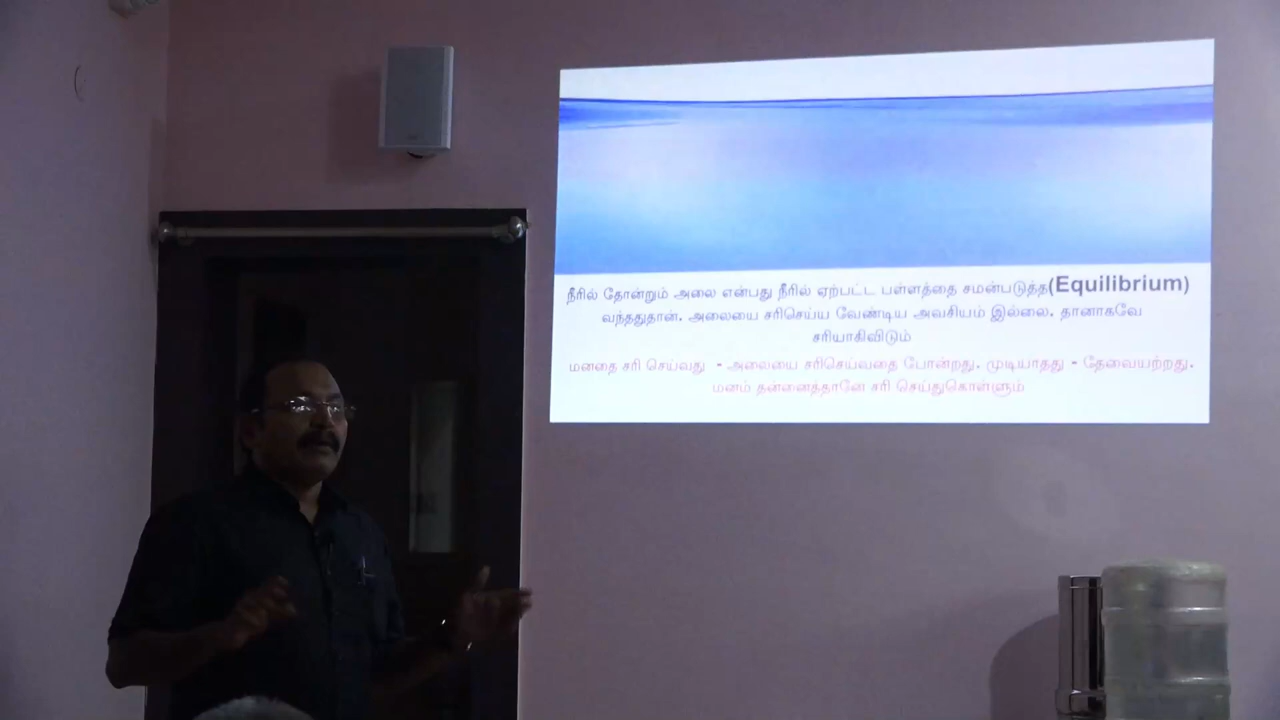 நீரில் தோன்றும் அலை என்பது நீரில் ஏற்பட்ட பள்ளத்தை சமன்படுத்த(Equilibrium)
வந்ததுதான். அலையை சரிசெய்ய வேண்டிய அவசியம் இல்லை. தானாகவே
சரியாகிவிடும்
மனதை சரி செய்வது - அலையை சரிசெய்வதை போன்றது. முடியாதது - தேவையற்றது.
மனம் தன்னைத்தானே சரி செய்துகொள்ளும்